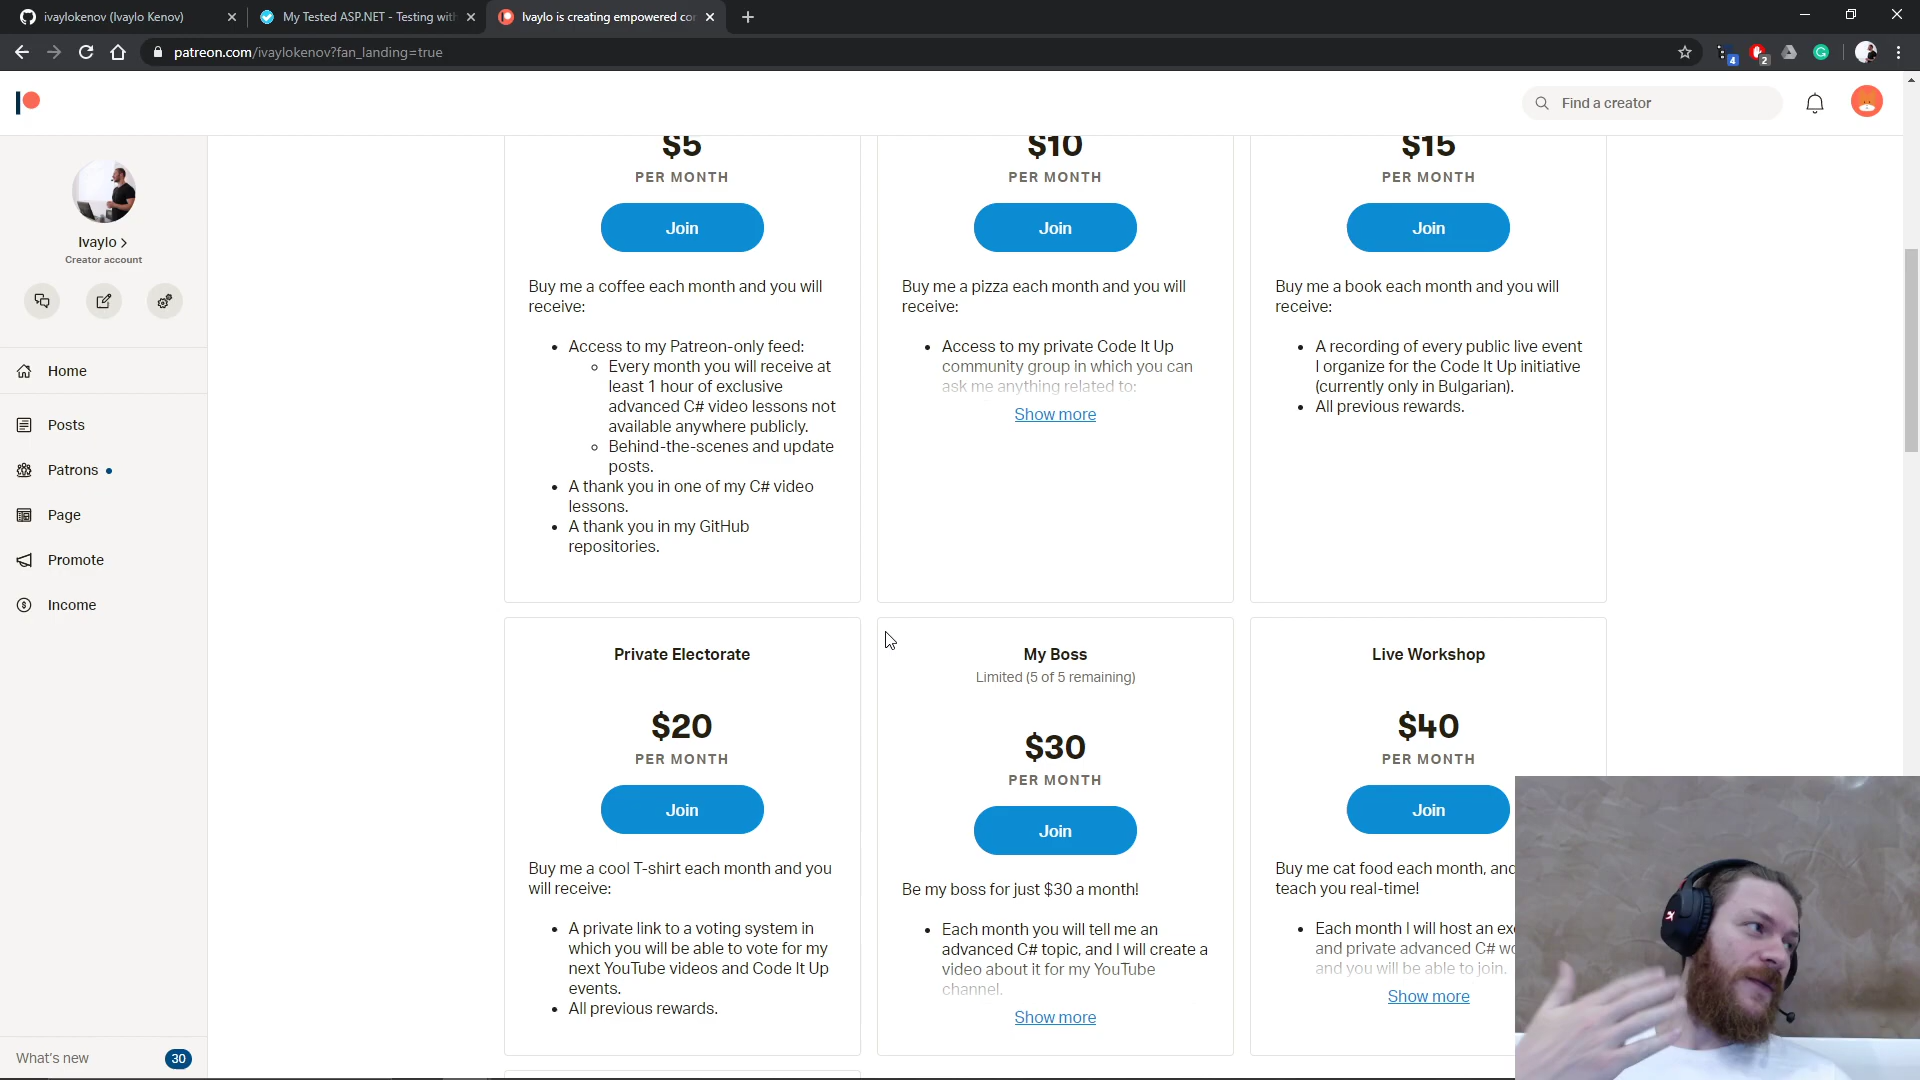 ivaylokenov (Ivaylo Kenov)
My Tested ASP.NET - Testing with
Ivaylo is creating empowered co
patreon.com/ivaylokenov?fan_landing=true
4
2
Find a creator
Ivaylo
Creator account
Home
Posts
Patrons
Page
Promote
Income
What's new
30
$5
PER MONTH
Join
Buy me a coffee each month and you will
receive:
Access to my Patreon-only feed:
Every month you will receive at
least 1 hour of exclusive
advanced C# video lessons not
available anywhere publicly.
Behind-the-scenes and update
posts.
A thank you in one of my C# video
lessons.
A thank you in my GitHub
repositories.
$10
PER MONTH
Join
Buy me a pizza each month and you will
receive:
Access to my private Code It Up
community group in which you can
ask me anything related to:
Show more
$15
PER MONTH
Join
Buy me a book each month and you will
receive:
A recording of every public live event
I organize for the Code It Up initiative
(currently only in Bulgarian).
All previous rewards.
Private Electorate
$20
PER MONTH
Join
Buy me a cool T-shirt each month and you
will receive:
A private link to a voting system in
which you will be able to vote for my
next YouTube videos and Code It Up
events.
All previous rewards.
My Boss
Limited (5 of 5 remaining)
$30
PER MONTH
Join
Be my boss for just $30 a month!
Each month you will tell me an
advanced C# topic, and I will create a
video about it for my YouTube
channel.
Show more
Live Workshop
$40
PER MONTH
Join
Buy me cat food each month, and
teach you real-time!
Each month I will host an
and private advanced C#
and you will be able to join.
Show more